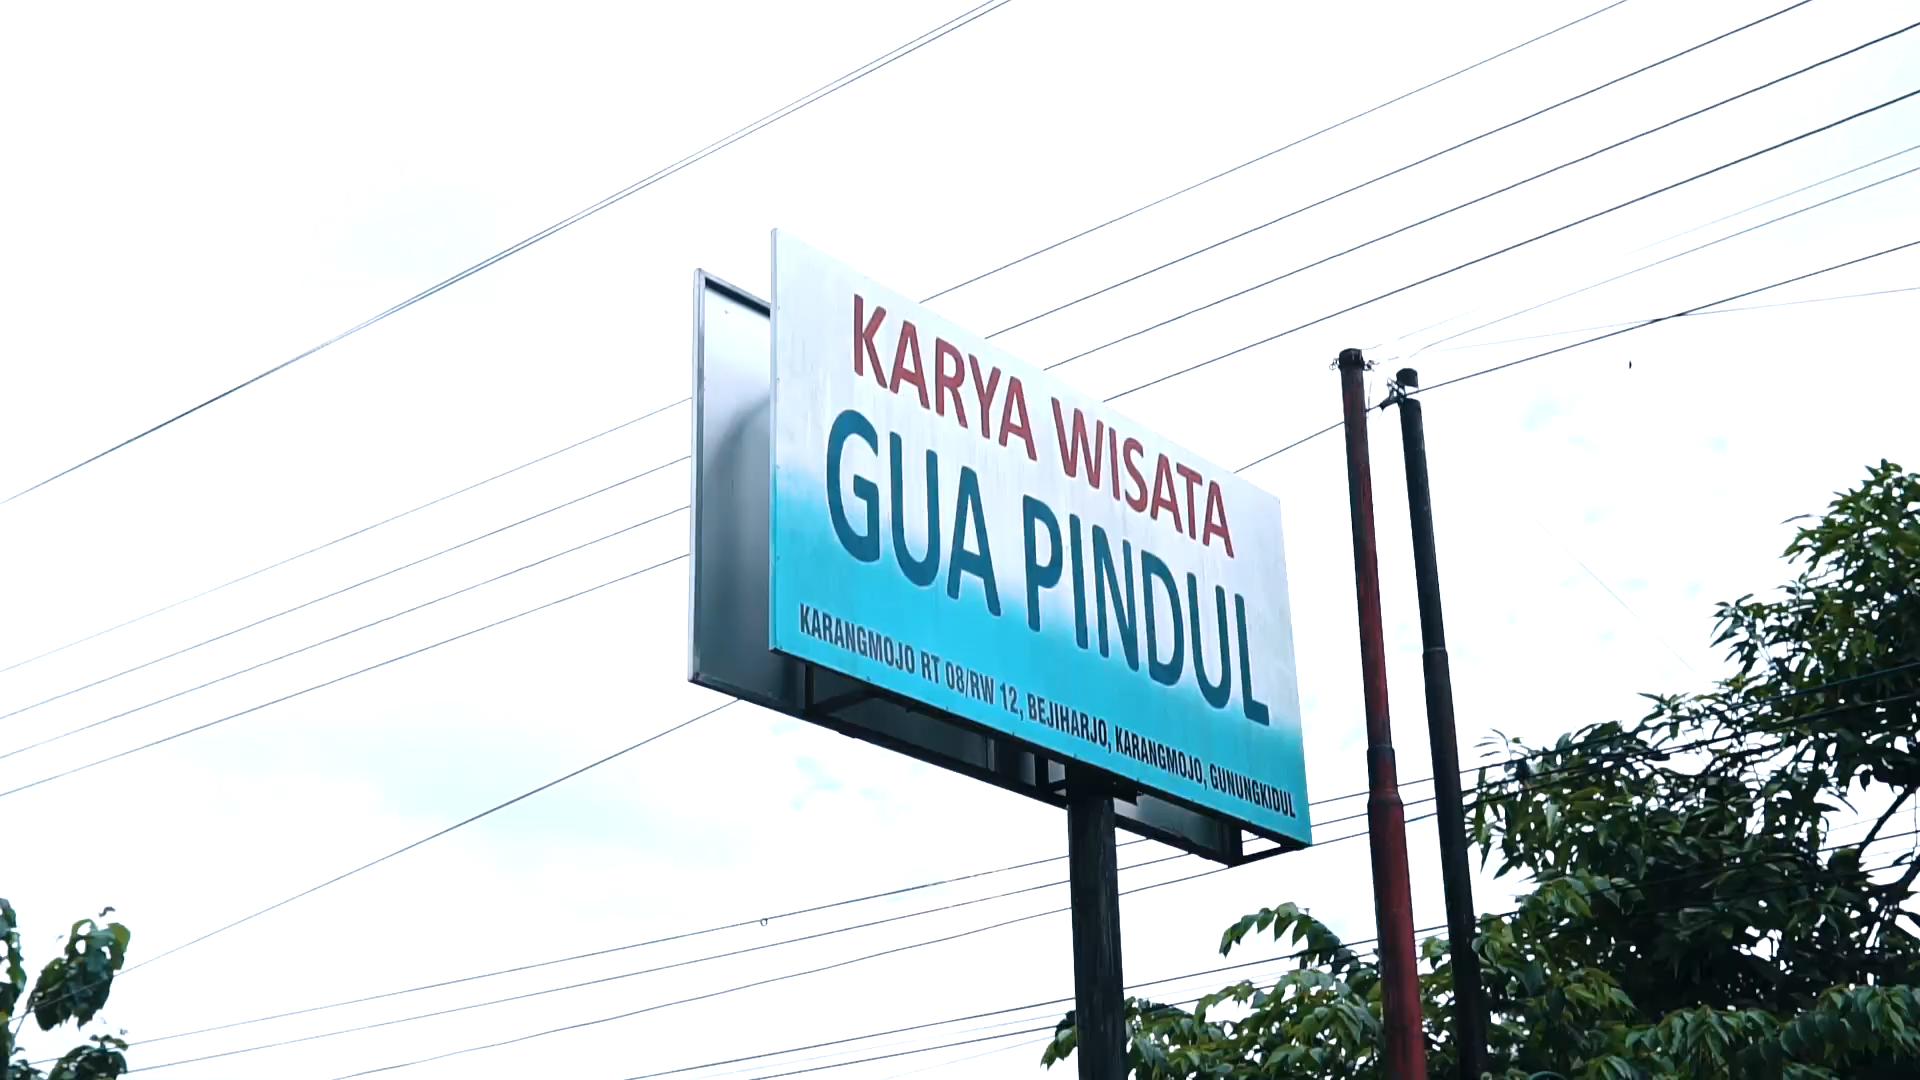 KARYA WISATA
GUA PINDUL
KARANGMOJO RT 08/RW 12, BEJIHARJO, KARANGMOJO, GUNUNGKIDUL